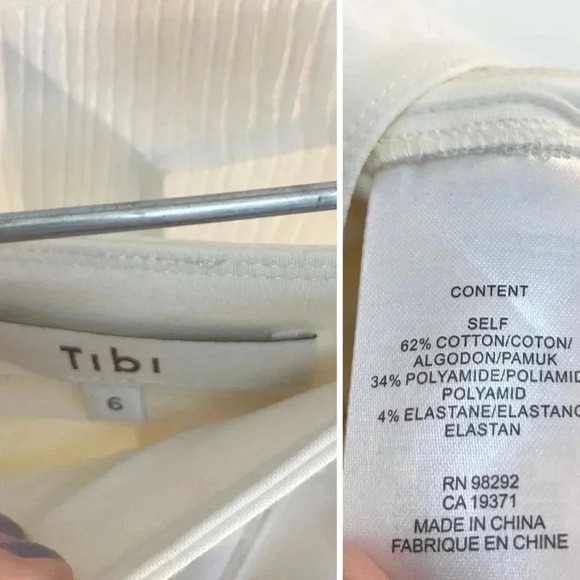 Tibi
6
CONTENT
SELF
62% COTTON/COTON/
ALGODON/PAMUK
34% POLYAMIDE/POLIAMID
POLYAMID
4% ELASTANE/ELASTANO
ELASTAN
RN 98292
CA 19371
MADE IN CHINA
FABRIQUE EN CHINE